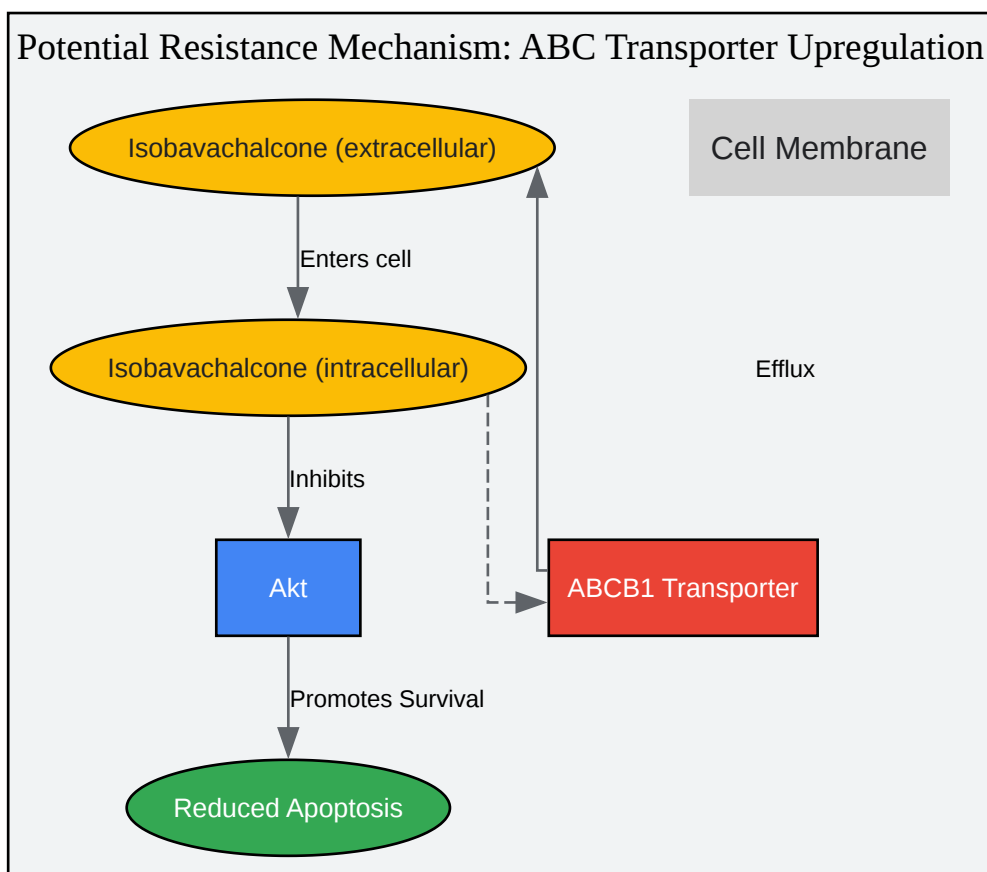 Potential Resistance Mechanism: ABC Transporter Upregulation
Isobavachalcone (extracellular)
Cell Membrane
Enters cell
Isobavachalcone (intracellular)
Efflux
Inhibits
Akt
ABCB1 Transporter
Promotes Survival
Reduced Apoptosis